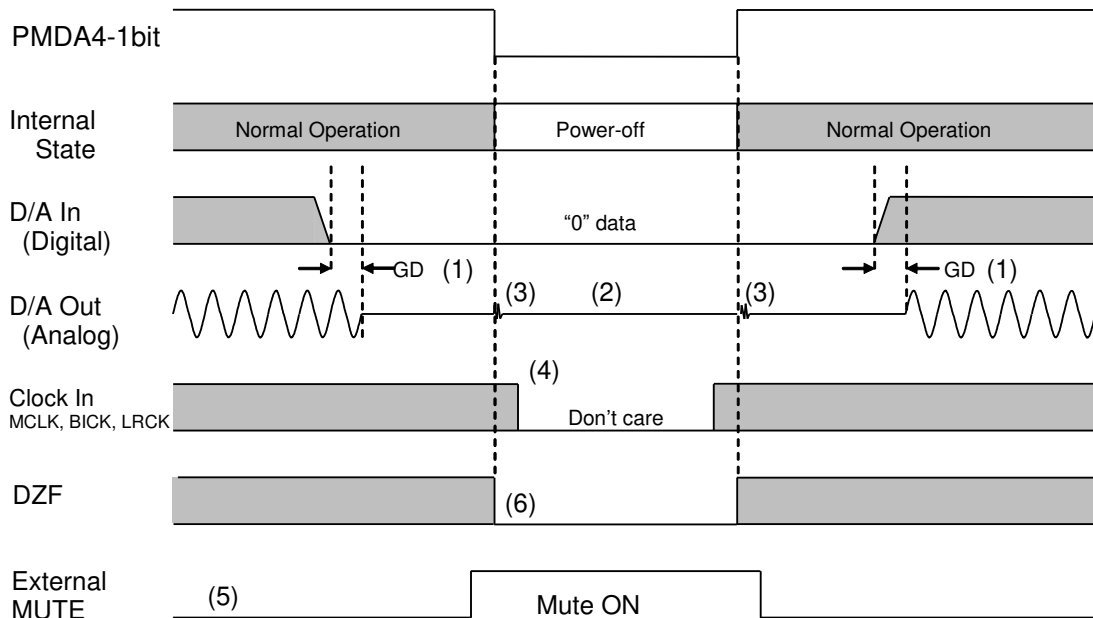 PMDA4-1bit
Internal
State
Normal Operation
Power-off
Normal Operation
D/A In
(Digital)
“0” data
GD (1)
GD (1)
D/A Out
(Analog)
(3)
(2)
(3)
Clock In
MCLK, BICK, LRCK
(4)
Don’t care
DZF
(6)
External
MUTE
(5)
Mute ON